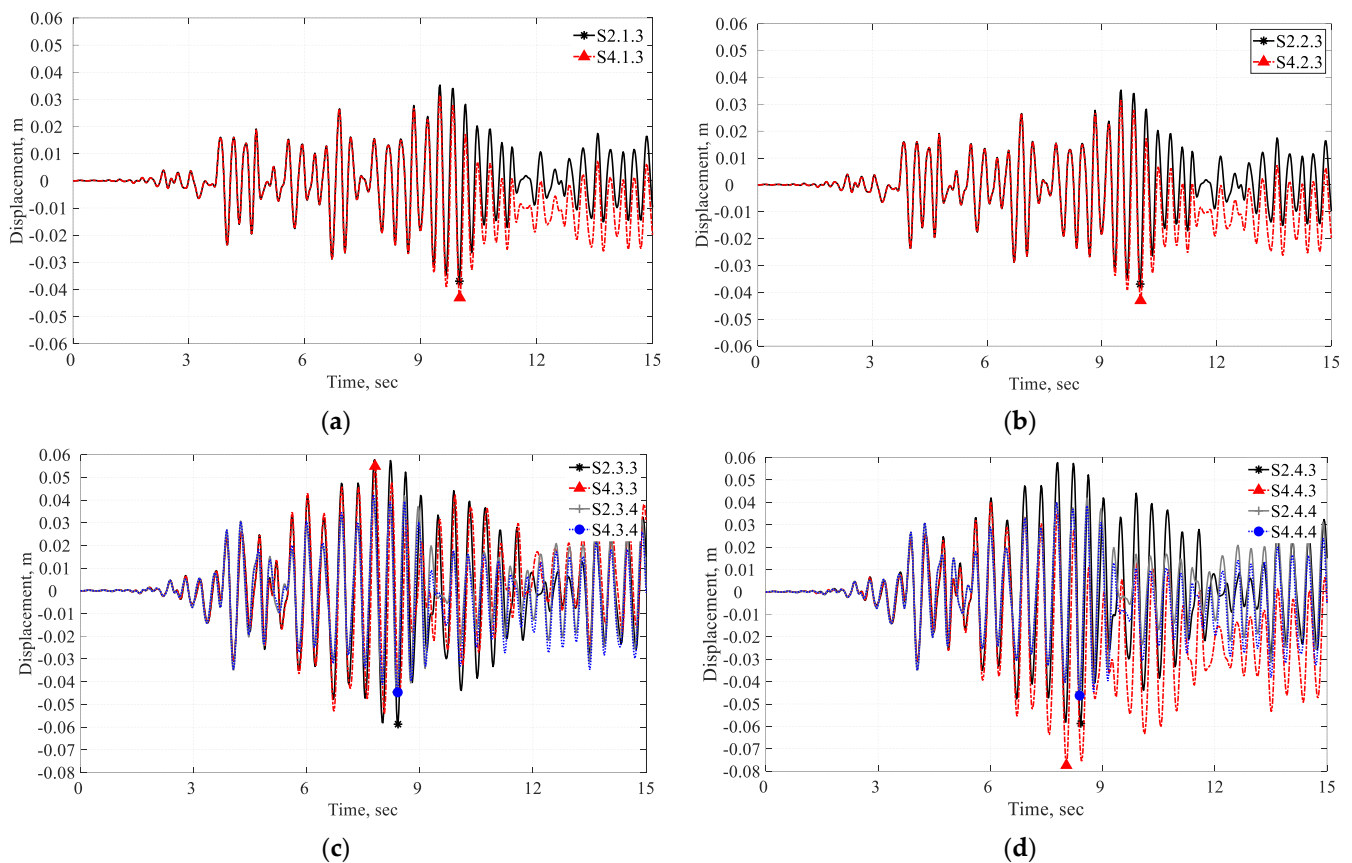 0.06
0.05
0.04
0.03
0.02
0.01
0
-0.01
-0.02
-0.03
-0.04
-0.05
-0.06
Displacement, m
0 3 6 9 12 15
Time, sec
S2.1.3
S4.1.3
(a)
0.06
0.05
0.04
0.03
0.02
0.01
0
-0.01
-0.02
-0.03
-0.04
-0.05
-0.06
Displacement, m
0 3 6 9 12 15
Time, sec
S2.2.3
S4.2.3
(b)
0.06
0.05
0.04
0.03
0.02
0.01
0
-0.01
-0.02
-0.03
-0.04
-0.05
-0.06
-0.07
-0.08
Displacement, m
0 3 6 9 12 15
Time, sec
S2.3.3
S4.3.3
S2.3.4
S4.3.4
(c)
0.06
0.05
0.04
0.03
0.02
0.01
0
-0.01
-0.02
-0.03
-0.04
-0.05
-0.06
-0.07
-0.08
Displacement, m
0 3 6 9 12 15
Time, sec
S2.4.3
S4.4.3
S2.4.4
S4.4.4
(d)